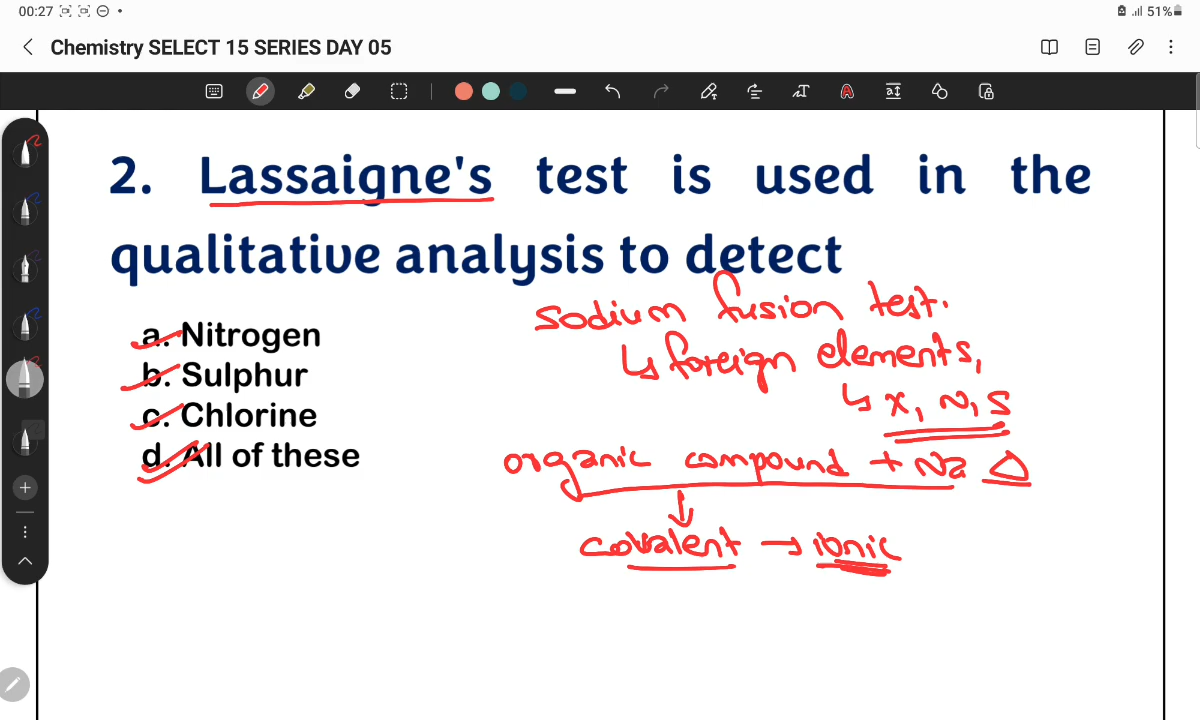 00:27
51%
Chemistry SELECT 15 SERIES DAY 05
2. Lassaigne's test is used in the
qualitative analysis to detect
a. Nitrogen
b. Sulphur
c. Chlorine
d. All of these
sodium fusion test.
↳ foreign elements,
↳ x, N, S
organic compound + Na Δ
↓
covalent → ionic